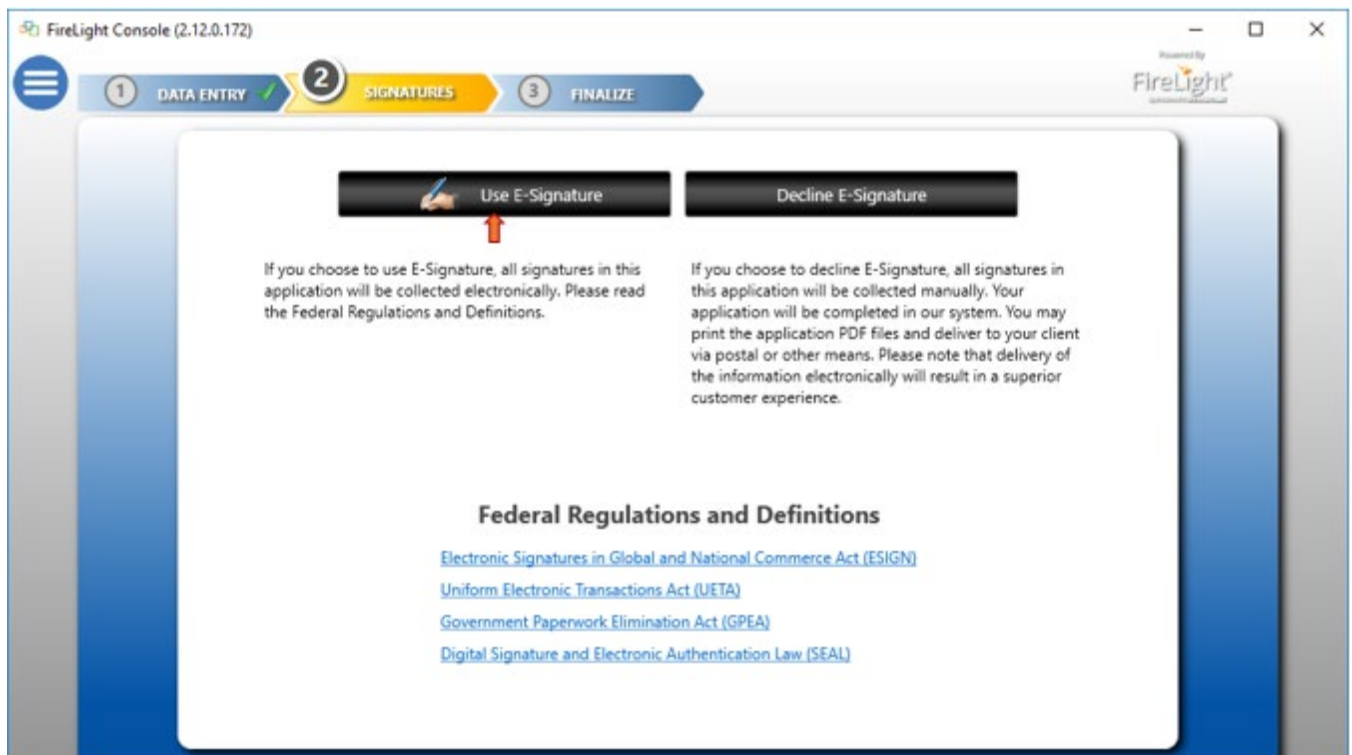 FireLight Console (2.12.0.172)
Powered By
FireLight
1 DATA ENTRY
2 SIGNATURES
3 FINALIZE
Use E-Signature
Decline E-Signature
If you choose to use E-Signature, all signatures in this
application will be collected electronically. Please read
the Federal Regulations and Definitions.
If you choose to decline E-Signature, all signatures in
this application will be collected manually. Your
application will be completed in our system. You may
print the application PDF files and deliver to your client
via postal or other means. Please note that delivery of
the information electronically will result in a superior
customer experience.
Federal Regulations and Definitions
Electronic Signatures in Global and National Commerce Act (ESIGN)
Uniform Electronic Transactions Act (UETA)
Government Paperwork Elimination Act (GPEA)
Digital Signature and Electronic Authentication Law (SEAL)